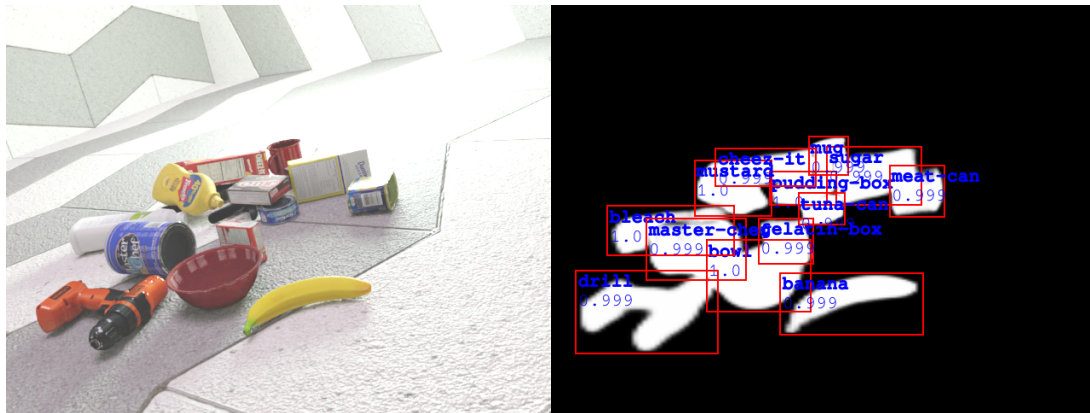 ster
mug
cheez-it
sugar
0.999
mustard
1.0
pudding-box
meat-can
0.999
tuna-can
bleach
1.0
master-chef
0.999
gelatin-box
0.999
bowl
1.0
drill
0.999
banana
0.999